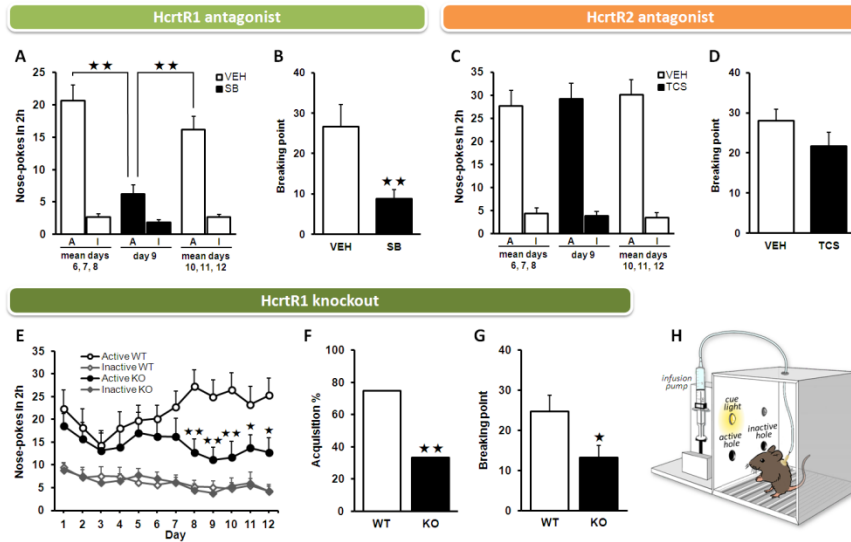 HcrtR1 antagonist
HcrtR2 antagonist
A
★★
★★
VEH
SB
Nose-pokes in 2h
25
20
15
10
5
0
A I A I A I
mean days
6, 7, 8
day 9
mean days
10, 11, 12
B
Breaking point
40
30
20
10
0
★★
VEH SB
C
VEH
TCS
Nose-pokes in 2h
35
30
25
20
15
10
5
0
A I A I A I
mean days
6, 7, 8
day 9
mean days
10, 11, 12
D
Breaking point
40
30
20
10
0
VEH TCS
HcrtR1 knockout
E
Active WT
Inactive WT
Active KO
Inactive KO
Nose-pokes in 2h
35
30
25
20
15
10
5
0
★★ ★★ ★★ ★ ★
1 2 3 4 5 6 7 8 9 10 11 12
Day
F
Acquisition %
100
80
60
40
20
0
★★
WT KO
G
Breaking point
40
30
20
10
0
★
WT KO
H
infusion
pump
cue
light
active
hole
inactive
hole